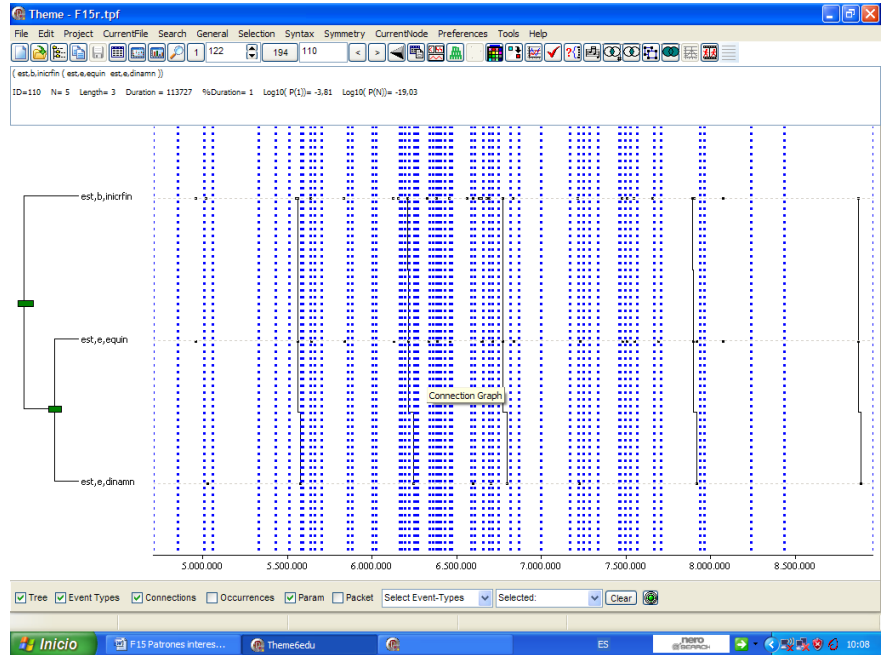 Theme - F15r.tpf
File Edit Project CurrentFile Search General Selection Syntax Symmetry CurrentNode Preferences Tools Help
1 122 194 110 < >
( est,b,inicrfin ( est,e,equin est,e,dinamn ))
ID=110 N= 5 Length= 3 Duration = 113727 %Duration= 1 Log10( P(1))= -3,81 Log10( P(N))= -19,03
est,b,inicrfin
est,e,equin
Connection Graph
est,e,dinamn
5.000.000 5.500.000 6.000.000 6.500.000 7.000.000 7.500.000 8.000.000 8.500.000
Tree Event Types Connections Occurrences Param Packet Select Event-Types Selected: Clear
Inicio F15 Patrones interes... Theme6edu ES nero SEARCH 10:08